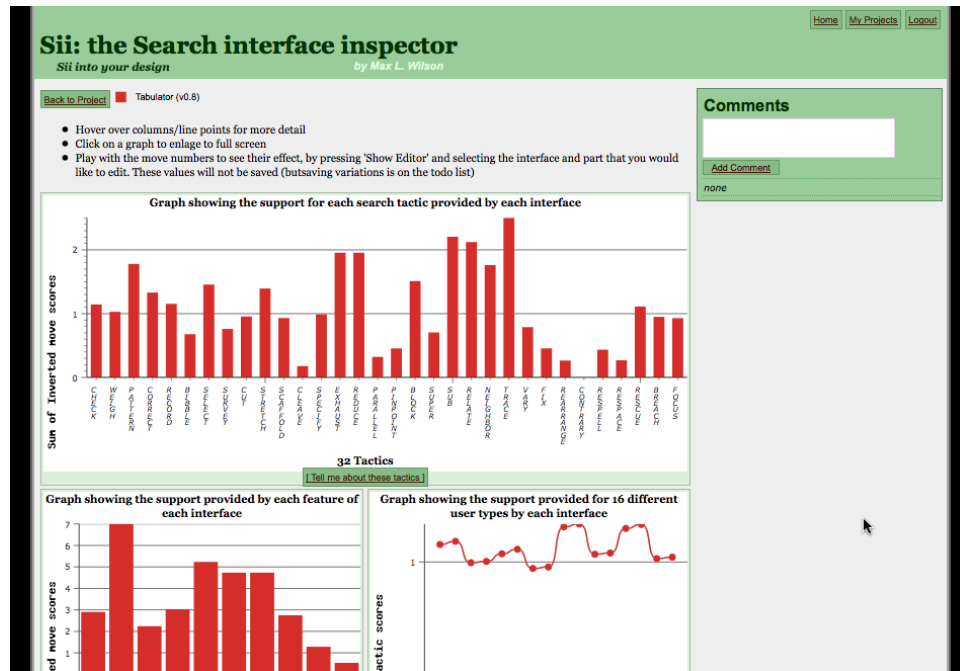 Home My Projects Logout
Sii: the Search interface inspector
Sii into your design by Max L. Wilson
Back to Project Tabulator (v0.8)
Hover over columns/line points for more detail
Click on a graph to enlage to full screen
Play with the move numbers to see their effect, by pressing 'Show Editor' and selecting the interface and part that you would
like to edit. These values will not be saved (butsaving variations is on the todo list)
Comments
Add Comment
none
Graph showing the support for each search tactic provided by each interface
Sum of Inverted move scores
2
1
0
CHECK WEIGH PATTERN CORRECT RECORD BIBBLE SELECT SURVEY CUT STRETCH SCAFFOLD CLEAVE SPECIFY EXHAUST REDUCE PARALLEL PINPOINT BLOCK SUPER SUB RELATE NEIGHBOR TRACE VARY FIX REARRANGE CONTRARY RESPELL RESPACE RESCUE BREACH FOCUS
32 Tactics
[ Tell me about these tactics ]
Graph showing the support provided by each feature of
each interface
7
6
5
4
3
2
1
ed move scores
Graph showing the support provided for 16 different
user types by each interface
1
actic scores